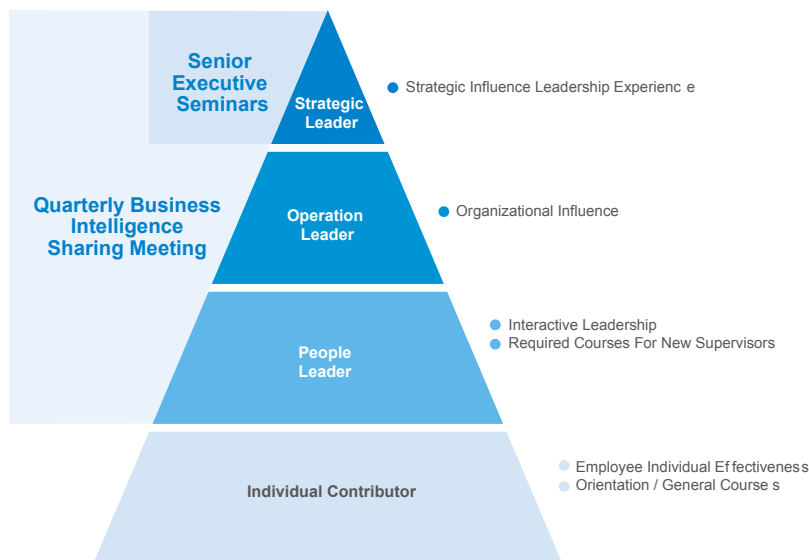 Senior
Executive
Seminars
Strategic
Leader
Strategic Influence Leadership Experienc e
Quarterly Business
Intelligence
Sharing Meeting
Operation
Leader
Organizational Influence
People
Leader
Interactive Leadership
Required Courses For New Supervisors
Individual Contributor
Employee Individual Ef fectiveness
Orientation / General Course s